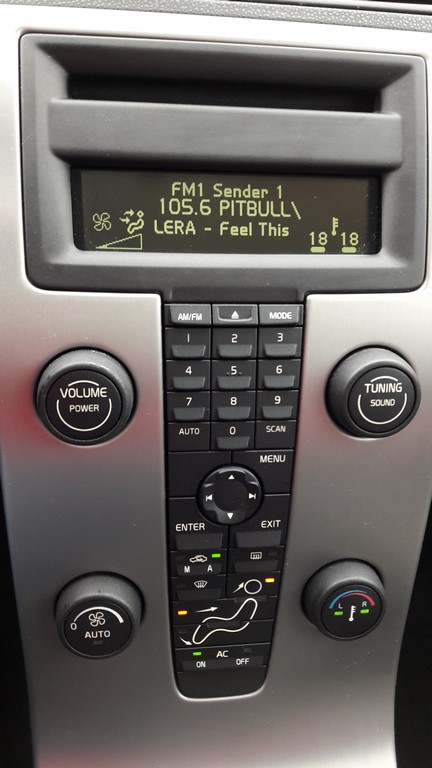 FM1 Sender 1
105.6 PITBULL\
LERA - Feel This
18 18
AM/FM MODE
1 2 3
4 5 6
7 8 9
AUTO 0 SCAN
VOLUME
POWER
TUNING
SOUND
MENU
ENTER EXIT
M A
0
AUTO
L R
AC
ON OFF